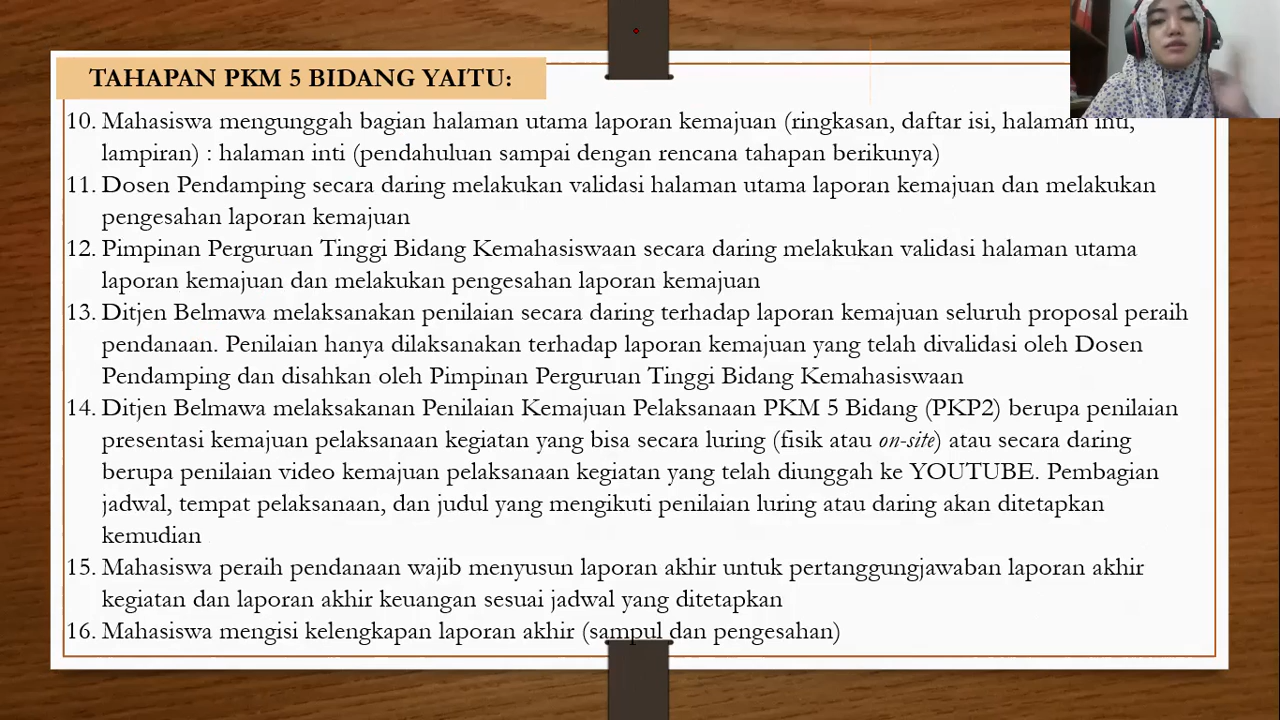 TAHAPAN PKM 5 BIDANG YAITU:
10. Mahasiswa mengunggah bagian halaman utama laporan kemajuan (ringkasan, daftar isi, halaman inti,
lampiran) : halaman inti (pendahuluan sampai dengan rencana tahapan berikunya)
11. Dosen Pendamping secara daring melakukan validasi halaman utama laporan kemajuan dan melakukan
pengesahan laporan kemajuan
12. Pimpinan Perguruan Tinggi Bidang Kemahasiswaan secara daring melakukan validasi halaman utama
laporan kemajuan dan melakukan pengesahan laporan kemajuan
13. Ditjen Belmawa melaksanakan penilaian secara daring terhadap laporan kemajuan seluruh proposal peraih
pendanaan. Penilaian hanya dilaksanakan terhadap laporan kemajuan yang telah divalidasi oleh Dosen
Pendamping dan disahkan oleh Pimpinan Perguruan Tinggi Bidang Kemahasiswaan
14. Ditjen Belmawa melaksakanan Penilaian Kemajuan Pelaksanaan PKM 5 Bidang (PKP2) berupa penilaian
presentasi kemajuan pelaksanaan kegiatan yang bisa secara luring (fisik atau on-site) atau secara daring
berupa penilaian video kemajuan pelaksanaan kegiatan yang telah diunggah ke YOUTUBE. Pembagian
jadwal, tempat pelaksanaan, dan judul yang mengikuti penilaian luring atau daring akan ditetapkan
kemudian
15. Mahasiswa peraih pendanaan wajib menyusun laporan akhir untuk pertanggungjawaban laporan akhir
kegiatan dan laporan akhir keuangan sesuai jadwal yang ditetapkan
16. Mahasiswa mengisi kelengkapan laporan akhir (sampul dan pengesahan)